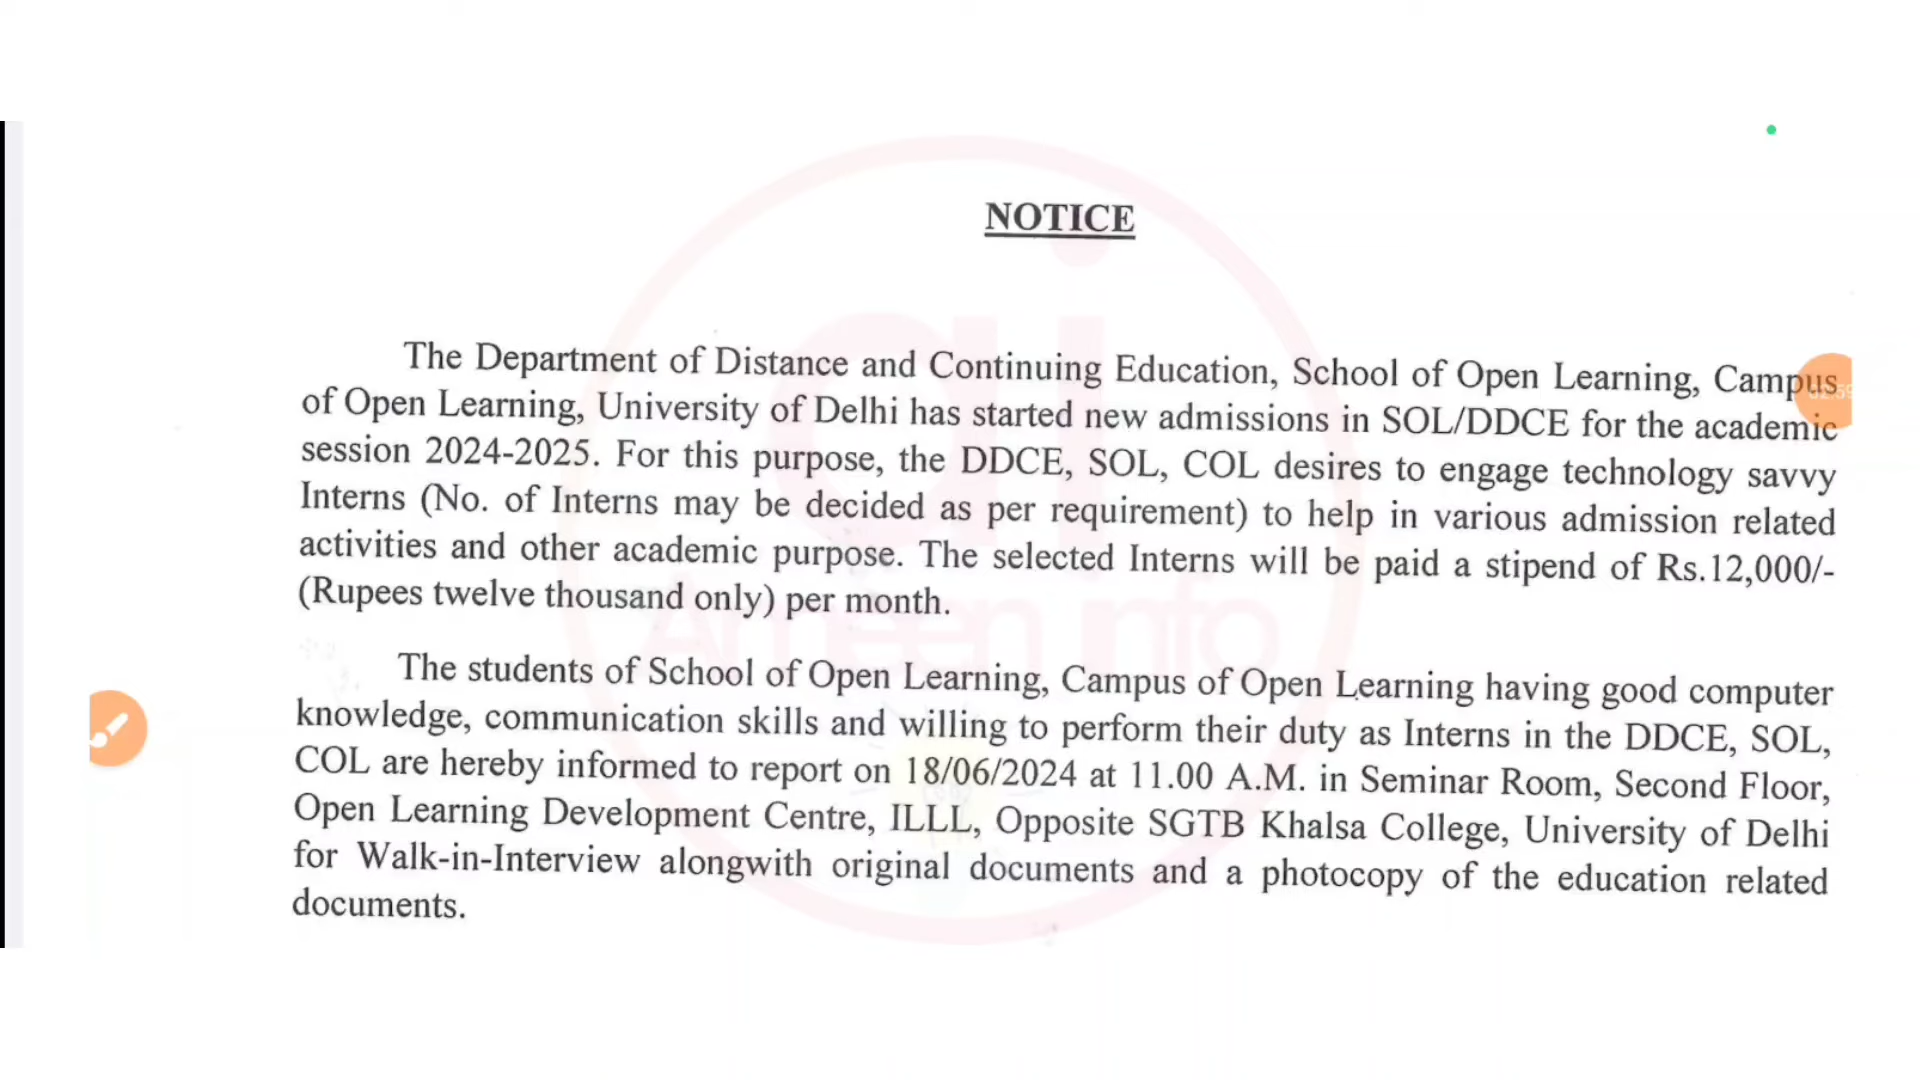 NOTICE
The Department of Distance and Continuing Education, School of Open Learning, Campus
of Open Learning, University of Delhi has started new admissions in SOL/DDCE for the academic
session 2024-2025. For this purpose, the DDCE, SOL, COL desires to engage technology savvy
Interns (No. of Interns may be decided as per requirement) to help in various admission related
activities and other academic purpose. The selected Interns will be paid a stipend of Rs.12,000/-
(Rupees twelve thousand only) per month.
The students of School of Open Learning, Campus of Open Learning having good computer
knowledge, communication skills and willing to perform their duty as Interns in the DDCE, SOL,
COL are hereby informed to report on 18/06/2024 at 11.00 A.M. in Seminar Room, Second Floor,
Open Learning Development Centre, ILLL, Opposite SGTB Khalsa College, University of Delhi
for Walk-in-Interview alongwith original documents and a photocopy of the education related
documents.
ai
Ameen info
02:59